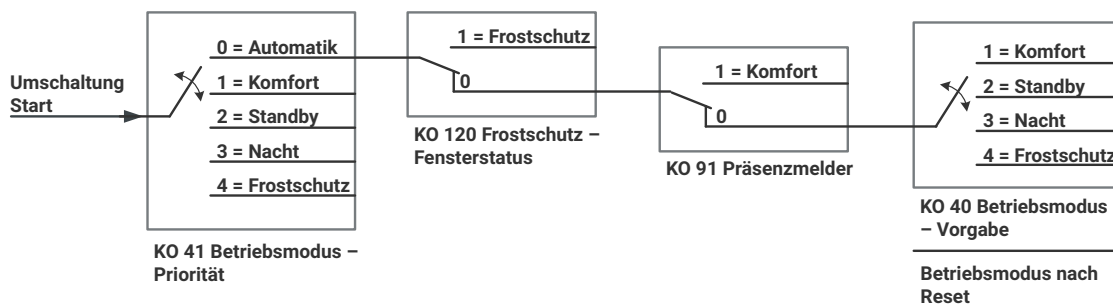 Umschaltung
Start
0 = Automatik
1 = Komfort
2 = Standby
3 = Nacht
4 = Frostschutz
KO 41 Betriebsmodus –
Priorität
1 = Frostschutz
0
KO 120 Frostschutz –
Fensterstatus
1 = Komfort
0
KO 91 Präsenzmelder
1 = Komfort
2 = Standby
3 = Nacht
4 = Frostschutz
KO 40 Betriebsmodus
– Vorgabe
Betriebsmodus nach
Reset